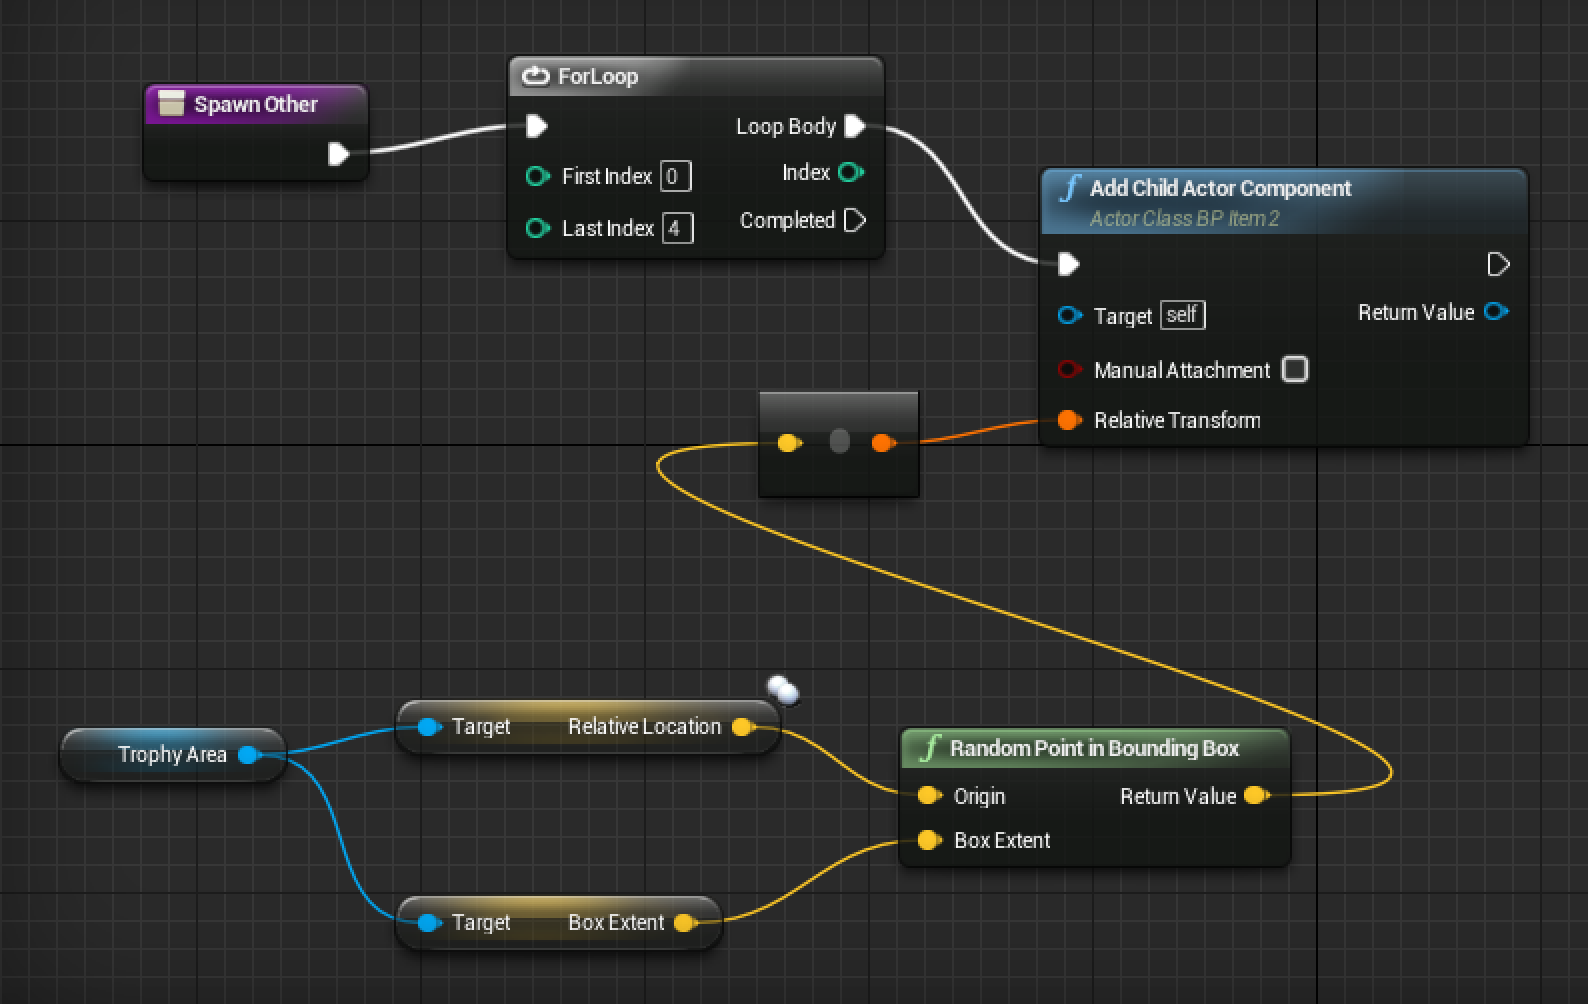 Spawn Other
ForLoop
Loop Body
First Index 0
Index
Last Index 4
Completed
Add Child Actor Component
Actor Class BP Item 2
Target self
Return Value
Manual Attachment
Relative Transform
Trophy Area
Target Relative Location
Target Box Extent
Random Point in Bounding Box
Origin
Return Value
Box Extent